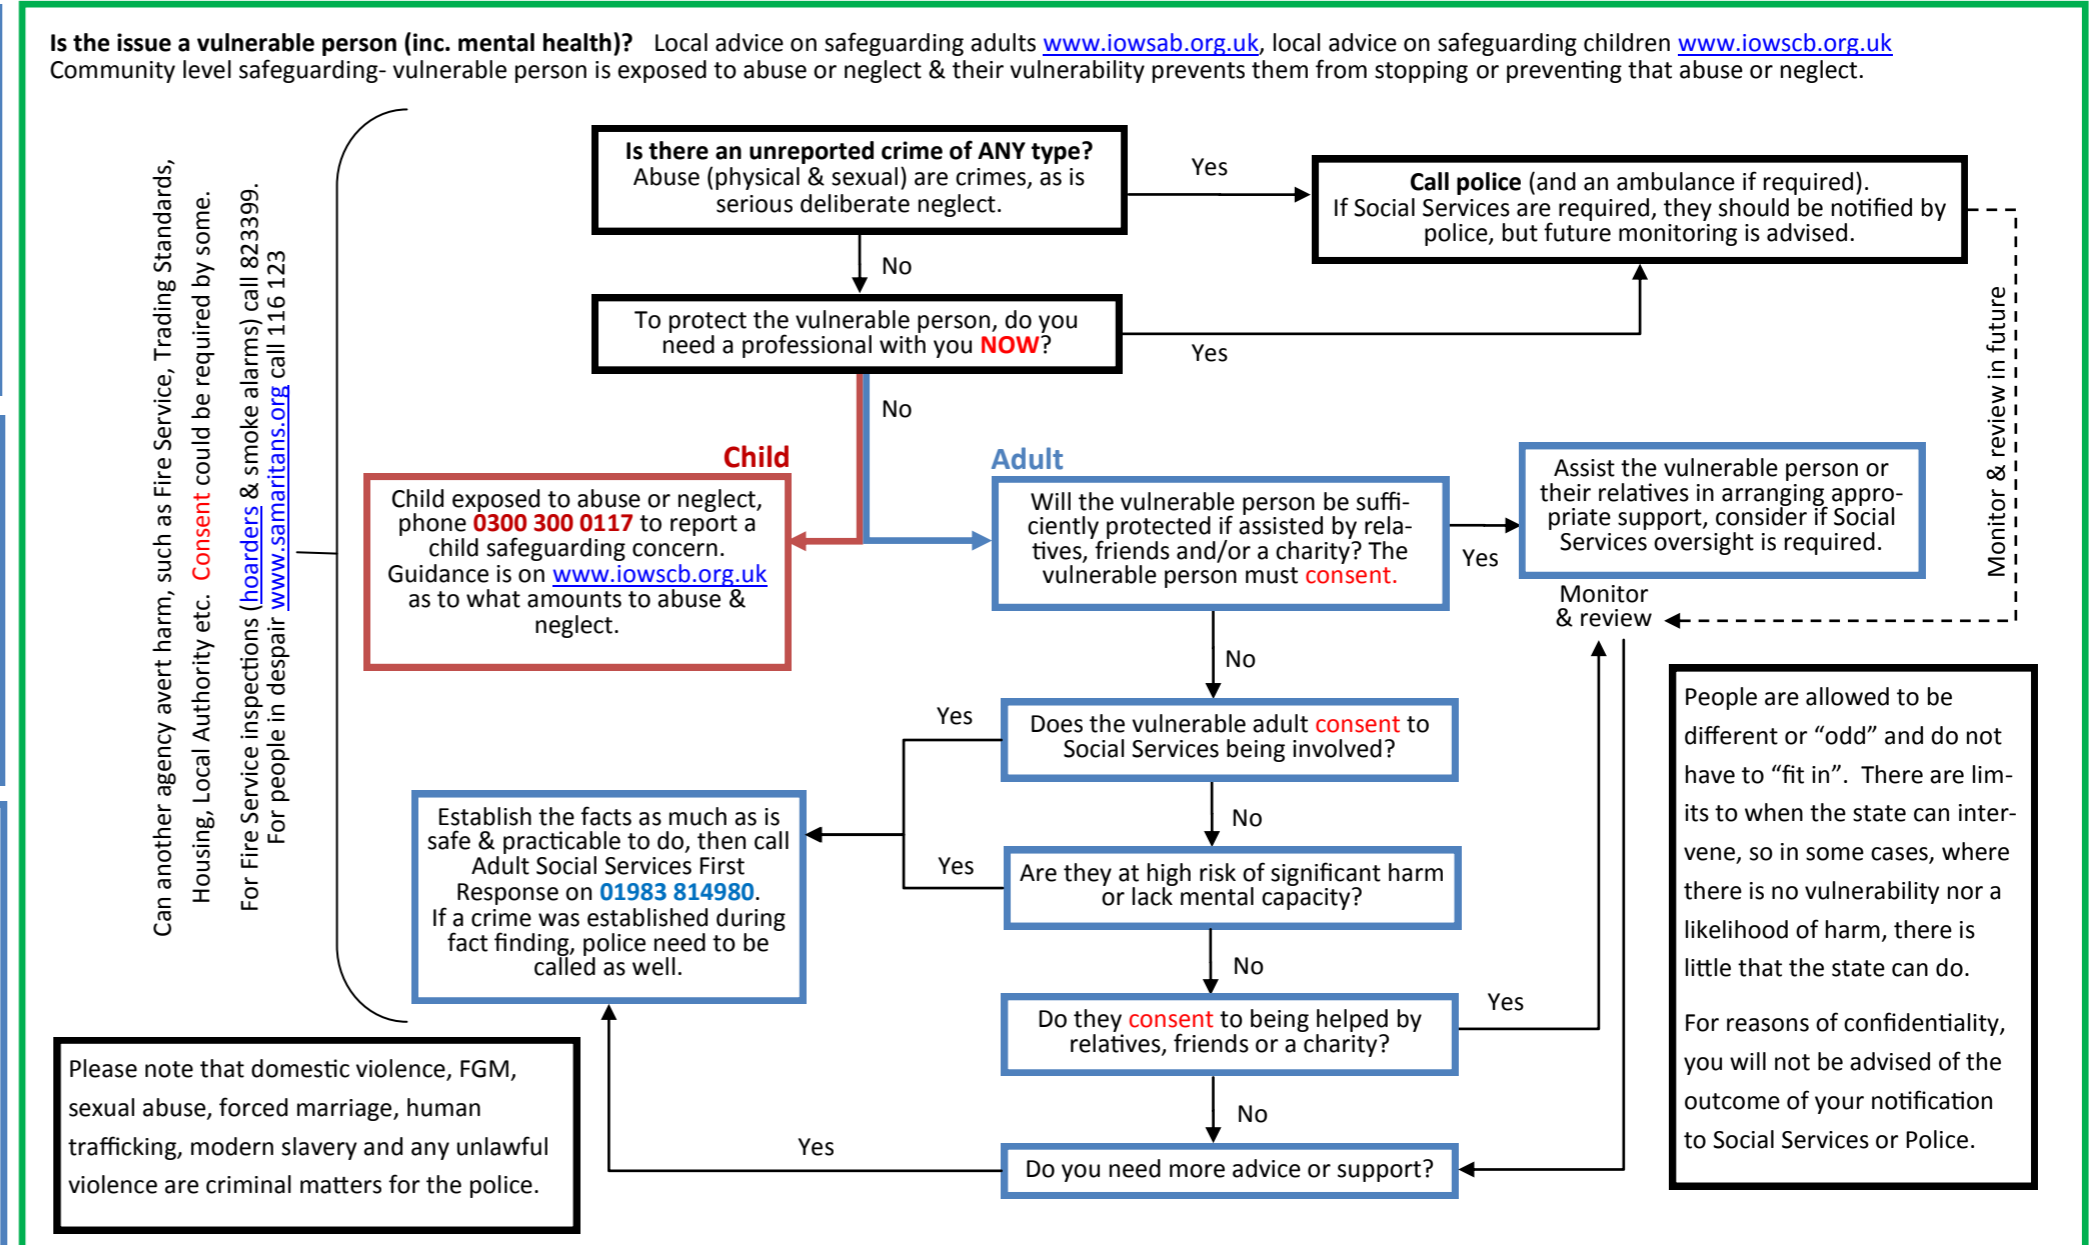 Is the issue a vulnerable person (inc. mental health)? Local advice on safeguarding adults www.iowsab.org.uk, local advice on safeguarding children www.iowscb.org.uk
Community level safeguarding- vulnerable person is exposed to abuse or neglect & their vulnerability prevents them from stopping or preventing that abuse or neglect.
Can another agency avert harm, such as Fire Service, Trading Standards,
Housing, Local Authority etc. Consent could be required by some.
For Fire Service inspections (hoarders & smoke alarms) call 823399.
For people in despair www.samaritans.org call 116 123
Is there an unreported crime of ANY type?
Abuse (physical & sexual) are crimes, as is
serious deliberate neglect.
Yes
Call police (and an ambulance if required).
If Social Services are required, they should be notified by
police, but future monitoring is advised.
No
To protect the vulnerable person, do you
need a professional with you NOW?
Yes
Monitor & review in future
No
Child
Child exposed to abuse or neglect,
phone 0300 300 0117 to report a
child safeguarding concern.
Guidance is on www.iowscb.org.uk
as to what amounts to abuse &
neglect.
Adult
Will the vulnerable person be suffi-
ciently protected if assisted by rela-
tives, friends and/or a charity? The
vulnerable person must consent.
Yes
Assist the vulnerable person or
their relatives in arranging appro-
priate support, consider if Social
Services oversight is required.
Monitor
& review
No
Does the vulnerable adult consent to
Social Services being involved?
Yes
No
Are they at high risk of significant harm
or lack mental capacity?
Yes
Establish the facts as much as is
safe & practicable to do, then call
Adult Social Services First
Response on 01983 814980.
If a crime was established during
fact finding, police need to be
called as well.
No
Do they consent to being helped by
relatives, friends or a charity?
Yes
No
Do you need more advice or support?
Yes
People are allowed to be
different or “odd” and do not
have to “fit in”. There are lim-
its to when the state can inter-
vene, so in some cases, where
there is no vulnerability nor a
likelihood of harm, there is
little that the state can do.
For reasons of confidentiality,
you will not be advised of the
outcome of your notification
to Social Services or Police.
Please note that domestic violence, FGM,
sexual abuse, forced marriage, human
trafficking, modern slavery and any unlawful
violence are criminal matters for the police.